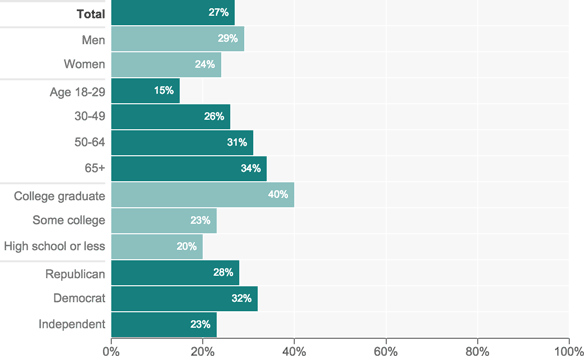 Total 27%
Men 29%
Women 24%
Age 18-29 15%
30-49 26%
50-64 31%
65+ 34%
College graduate 40%
Some college 23%
High school or less 20%
Republican 28%
Democrat 32%
Independent 23%
0% 20% 40% 60% 80% 100%